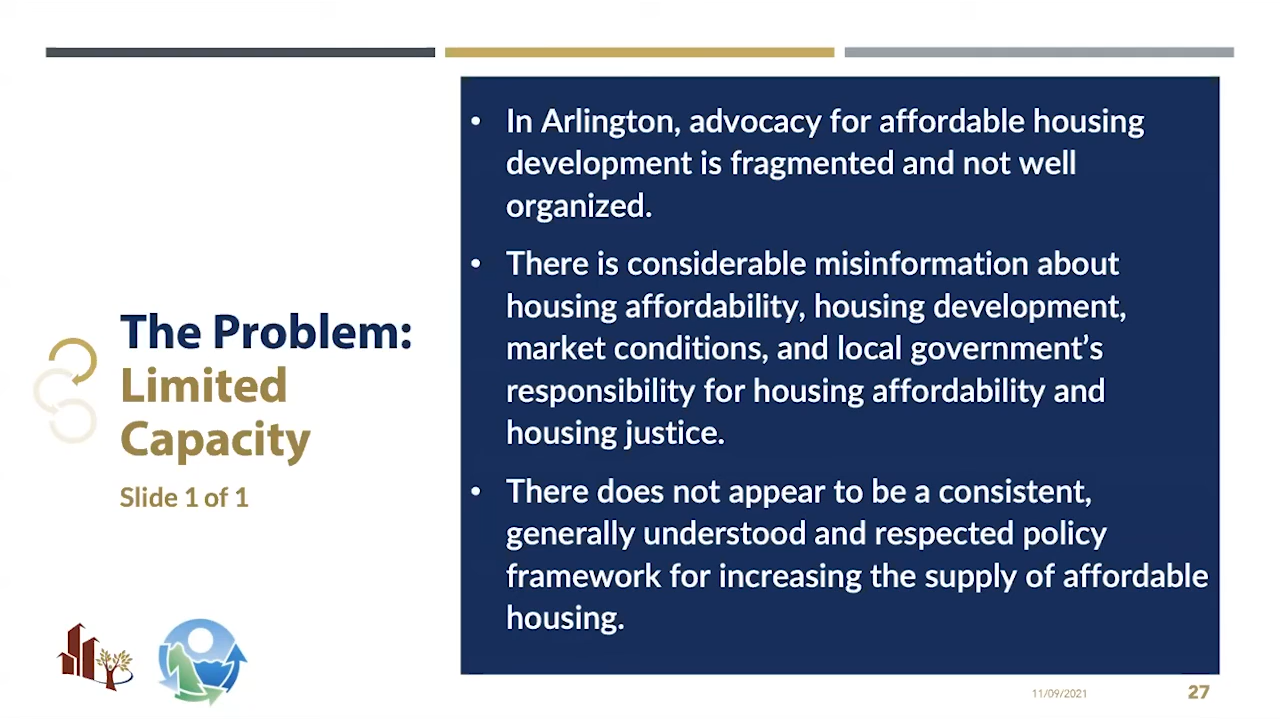 The Problem:
Limited
Capacity
Slide 1 of 1
• In Arlington, advocacy for affordable housing
development is fragmented and not well
organized.
• There is considerable misinformation about
housing affordability, housing development,
market conditions, and local government’s
responsibility for housing affordability and
housing justice.
• There does not appear to be a consistent,
generally understood and respected policy
framework for increasing the supply of affordable
housing.
11/09/2021
27